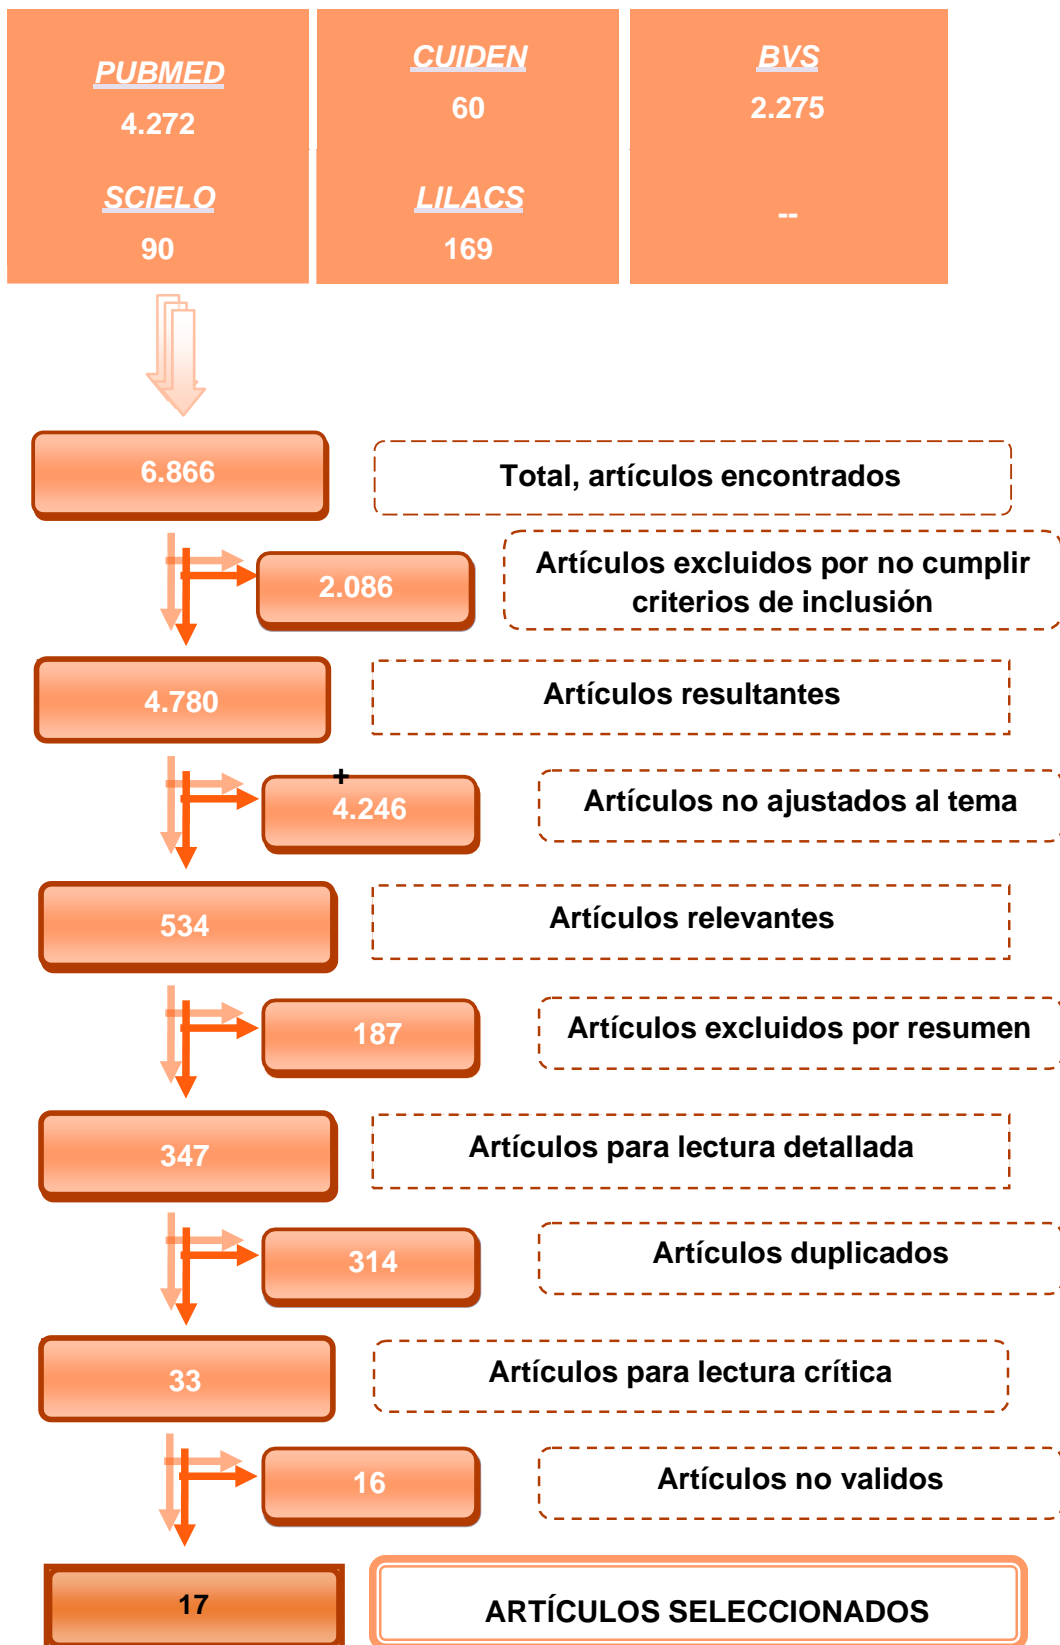 PUBMED
4.272
CUIDEN
60
BVS
2.275
SCIELO
90
LILACS
169
--
6.866
Total, artículos encontrados
2.086
Artículos excluidos por no cumplir
criterios de inclusión
4.780
Artículos resultantes
+
4.246
Artículos no ajustados al tema
534
Artículos relevantes
187
Artículos excluidos por resumen
347
Artículos para lectura detallada
314
Artículos duplicados
33
Artículos para lectura crítica
16
Artículos no validos
17
ARTÍCULOS SELECCIONADOS